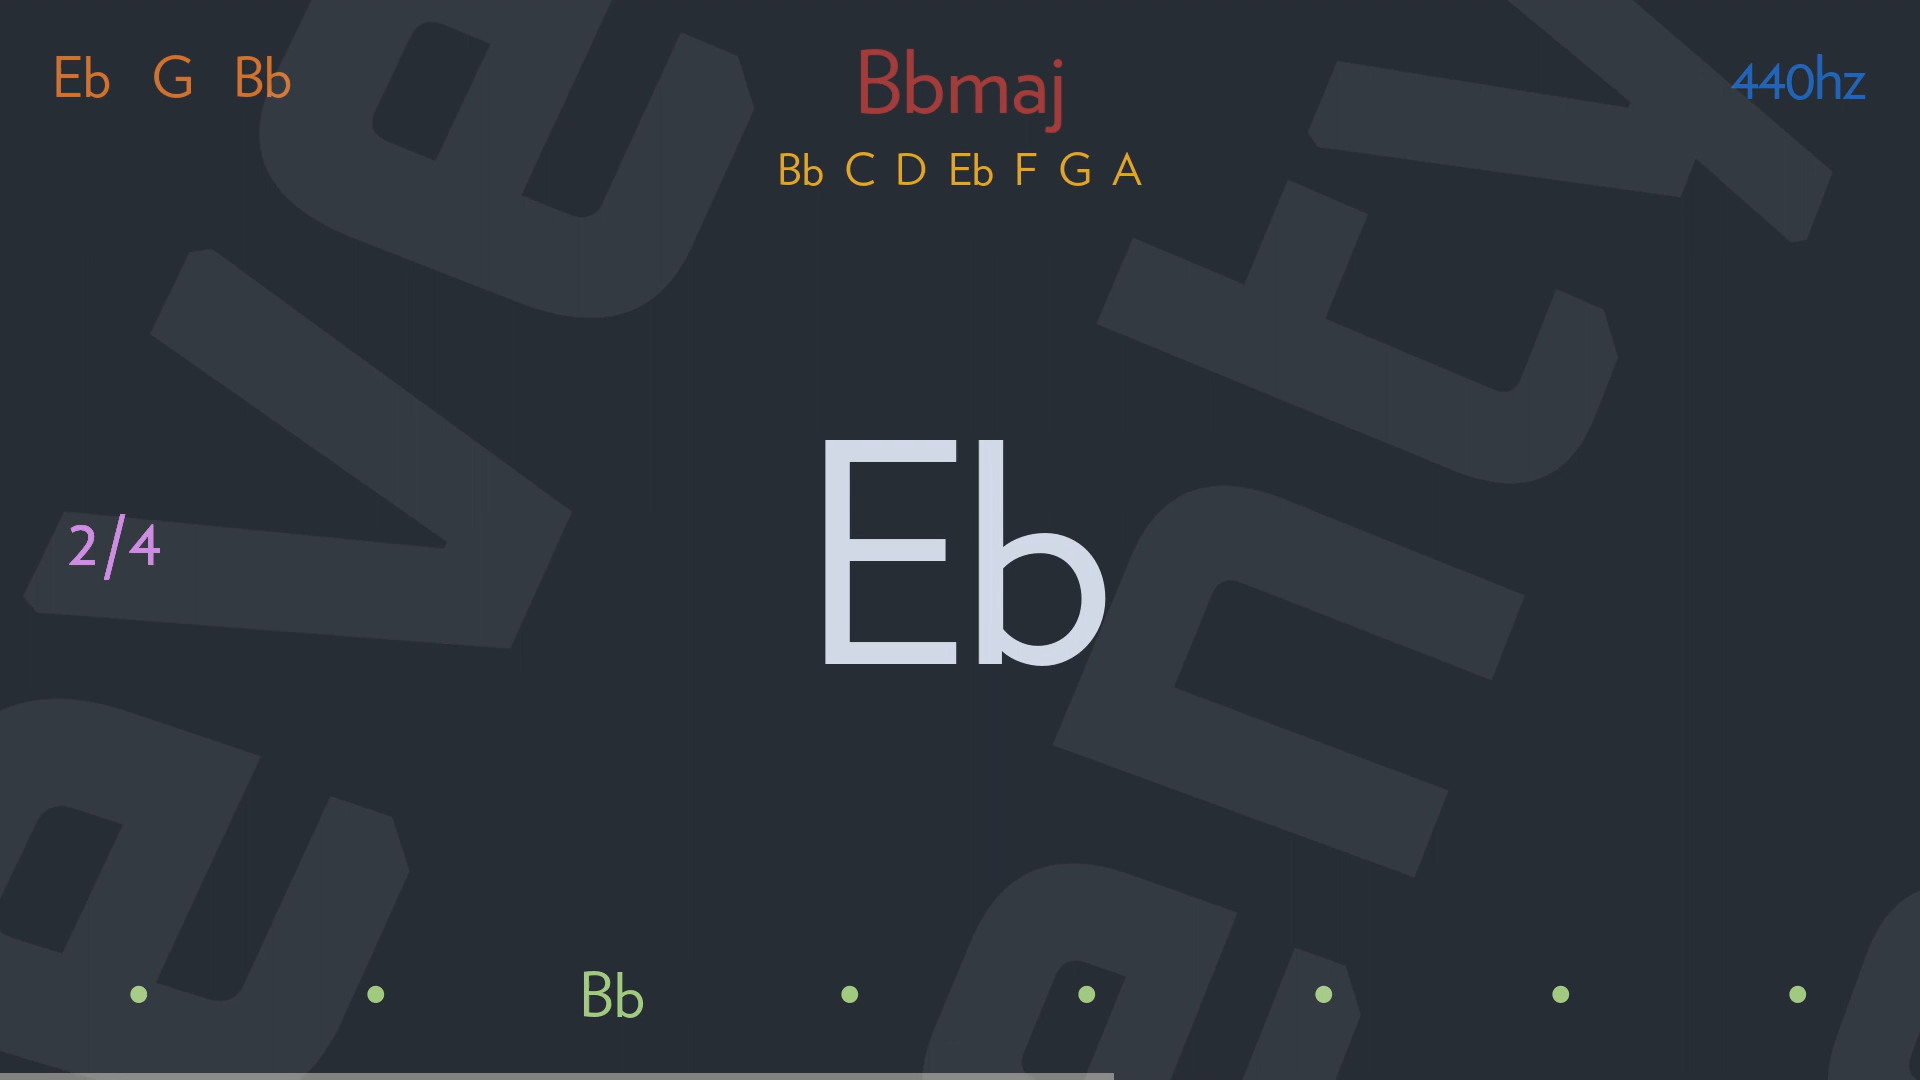 Eb G Bb
Bbmaj
440hz
Bb C D Eb F G A
Eb
2/4
Bb